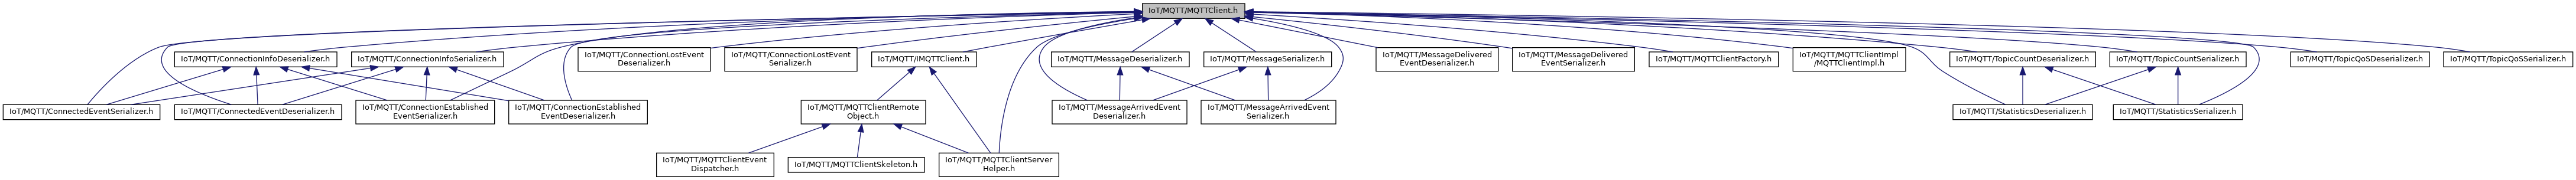 IoT/MQTT/MQTTClient.h
IoT/MQTT/ConnectionInfoDeserializer.h
IoT/MQTT/ConnectionInfoSerializer.h
IoT/MQTT/ConnectionLostEvent
Deserializer.h
IoT/MQTT/ConnectionLostEvent
Serializer.h
IoT/MQTT/IMQTTClient.h
IoT/MQTT/MessageDeserializer.h
IoT/MQTT/MessageSerializer.h
IoT/MQTT/MessageDelivered
EventDeserializer.h
IoT/MQTT/MessageDelivered
EventSerializer.h
IoT/MQTT/MQTTClientFactory.h
IoT/MQTT/MQTTClientImpl
/MQTTClientImpl.h
IoT/MQTT/TopicCountDeserializer.h
IoT/MQTT/TopicCountSerializer.h
IoT/MQTT/TopicQoSDeserializer.h
IoT/MQTT/TopicQoSSerializer.h
IoT/MQTT/ConnectedEventSerializer.h
IoT/MQTT/ConnectedEventDeserializer.h
IoT/MQTT/ConnectionEstablished
EventSerializer.h
IoT/MQTT/ConnectionEstablished
EventDeserializer.h
IoT/MQTT/MQTTClientRemote
Object.h
IoT/MQTT/MessageArrivedEvent
Deserializer.h
IoT/MQTT/MessageArrivedEvent
Serializer.h
IoT/MQTT/StatisticsDeserializer.h
IoT/MQTT/StatisticsSerializer.h
IoT/MQTT/MQTTClientEvent
Dispatcher.h
IoT/MQTT/MQTTClientSkeleton.h
IoT/MQTT/MQTTClientServer
Helper.h